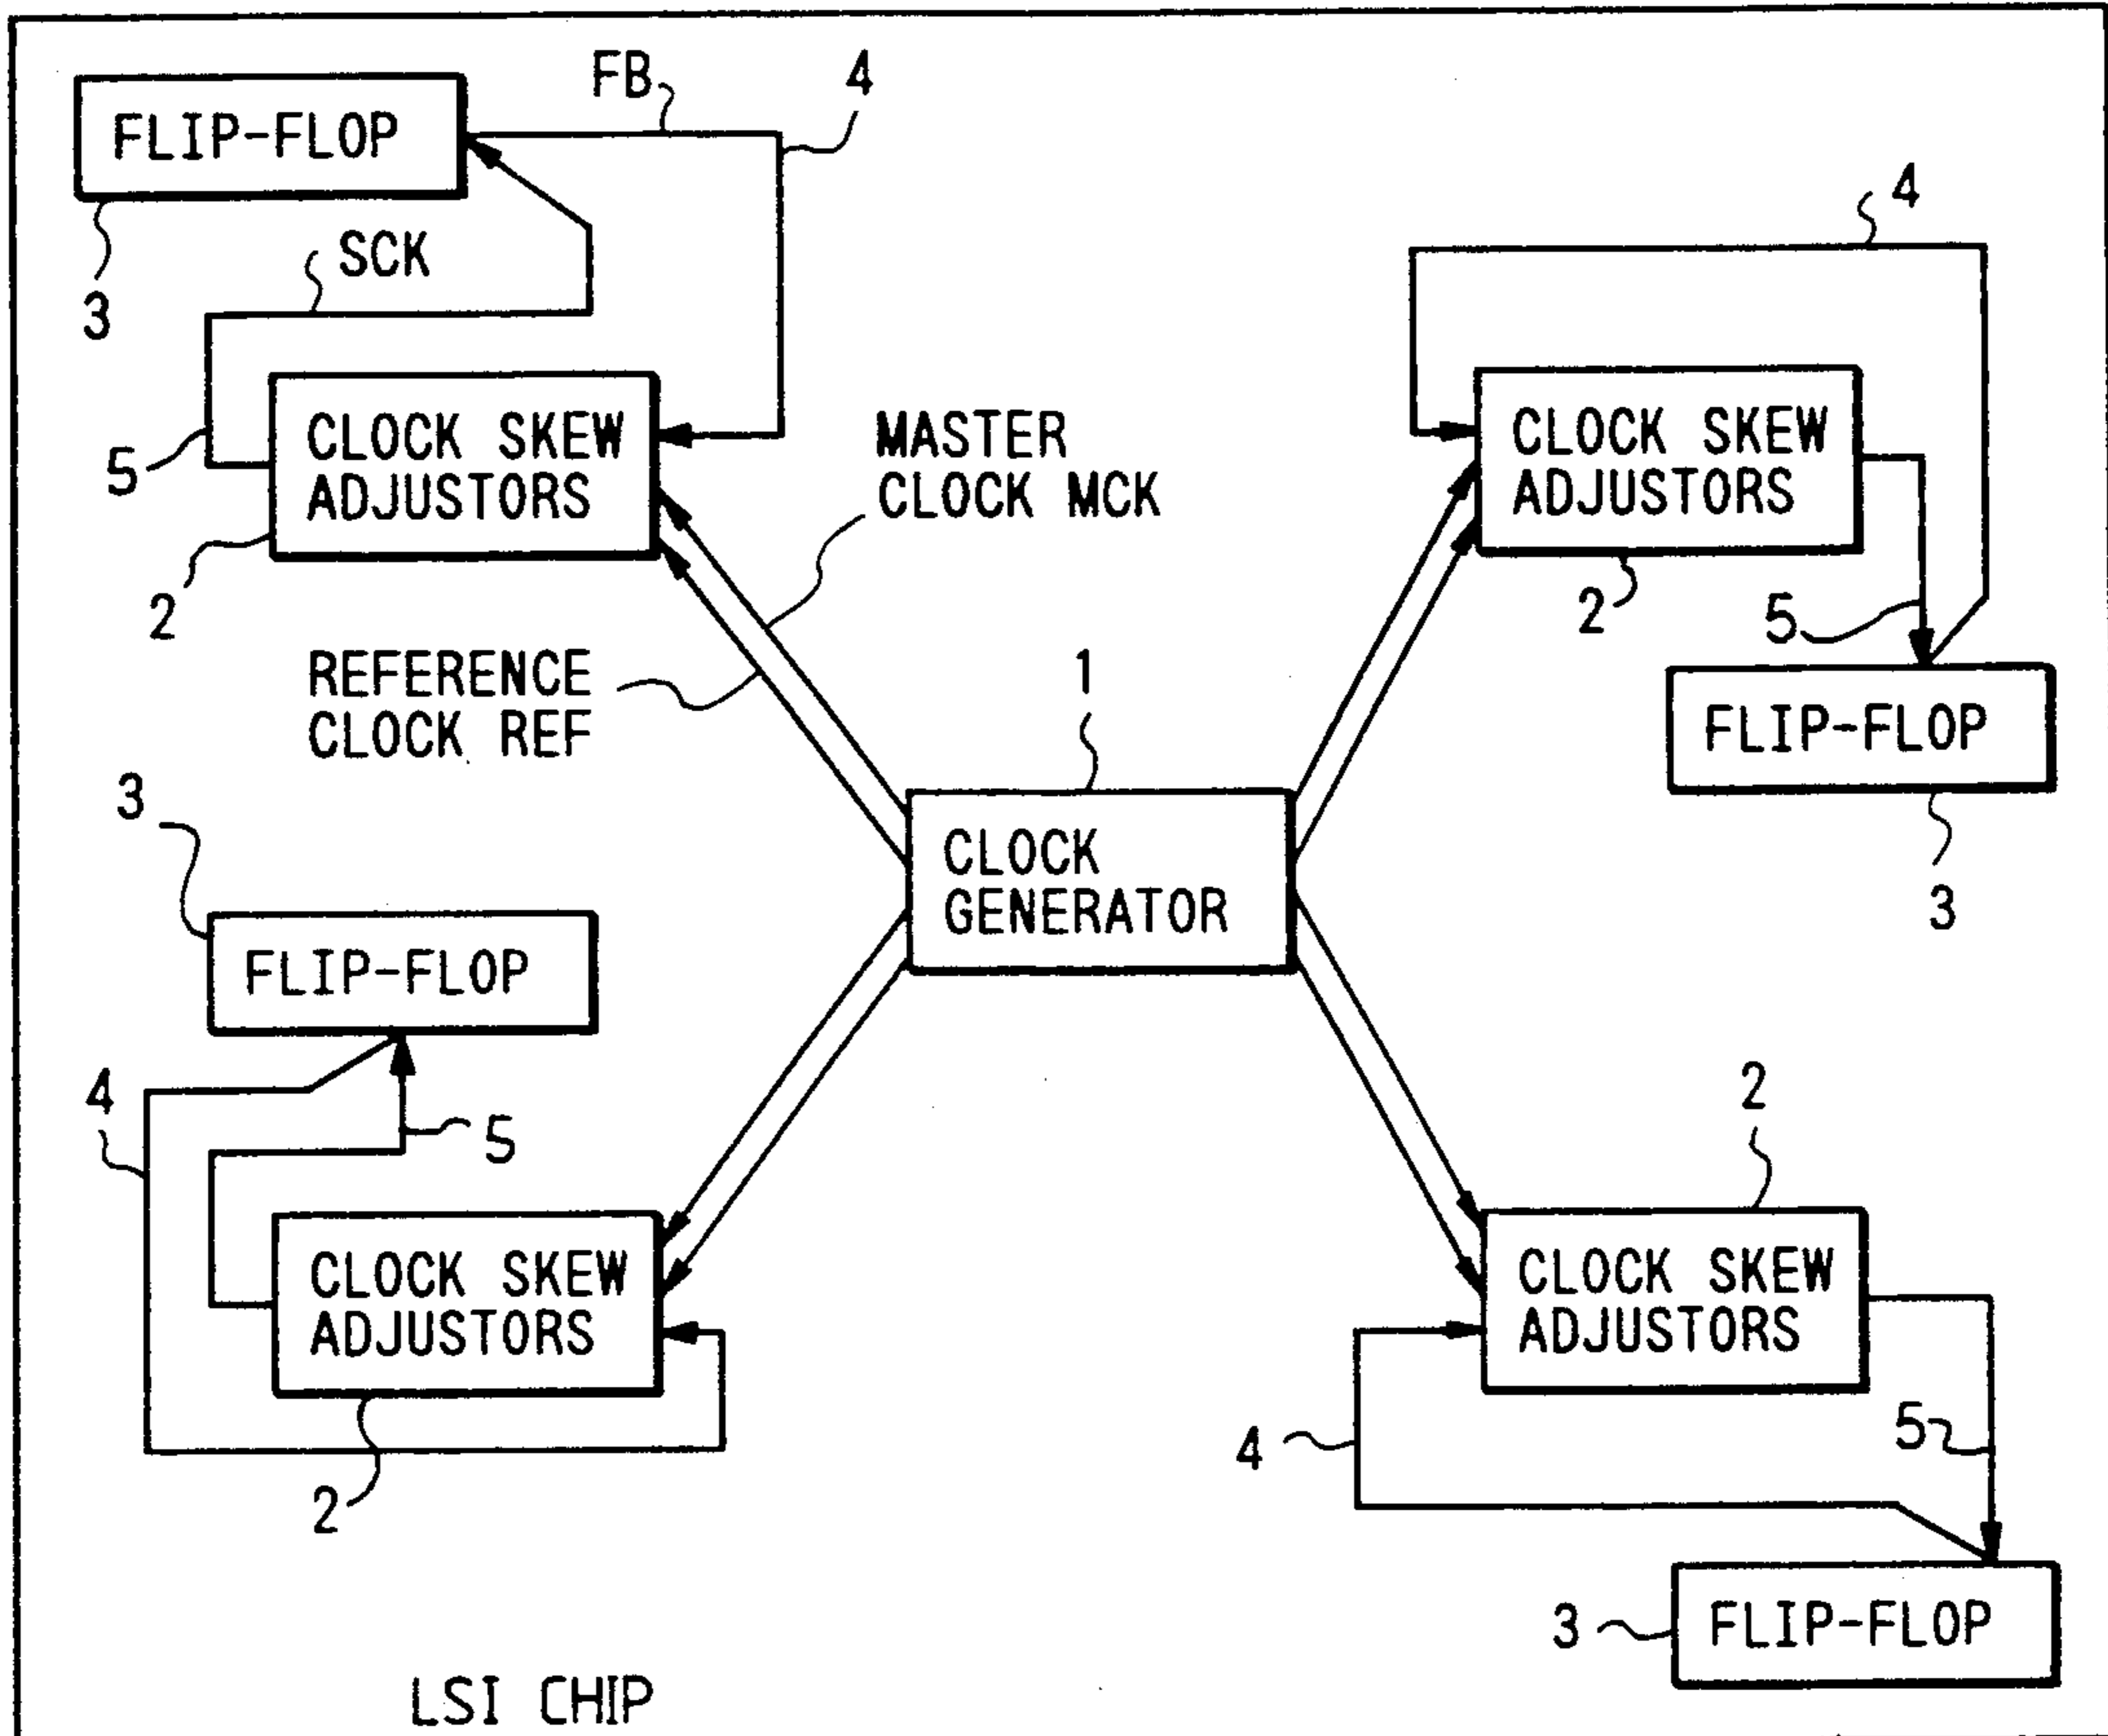 FB
4
FLIP-FLOP
3
SCK
4
5
CLOCK SKEW
ADJUSTORS
2
MASTER
CLOCK MCK
CLOCK SKEW
ADJUSTORS
2
5
REFERENCE
CLOCK REF
1
FLIP-FLOP
3
3
CLOCK
GENERATOR
FLIP-FLOP
4
5
2
CLOCK SKEW
ADJUSTORS
2
CLOCK SKEW
ADJUSTORS
4
5
3
FLIP-FLOP
LSI CHIP